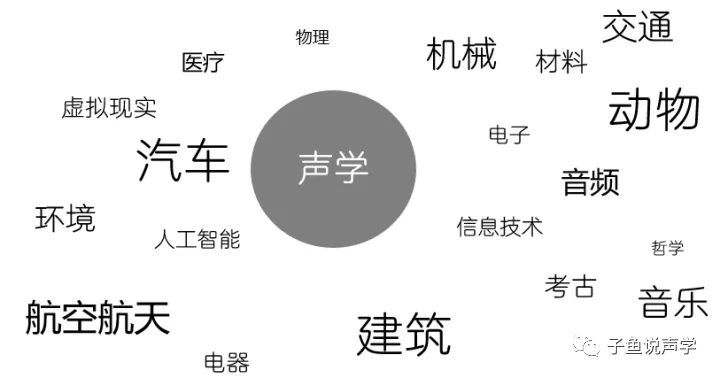 交通
物理
机械
医疗
材料
虚拟现实
动物
电子
汽车
声学
音频
环境
人工智能
信息技术
哲学
考古
音乐
航空航天
建筑
电器
子鱼说声学